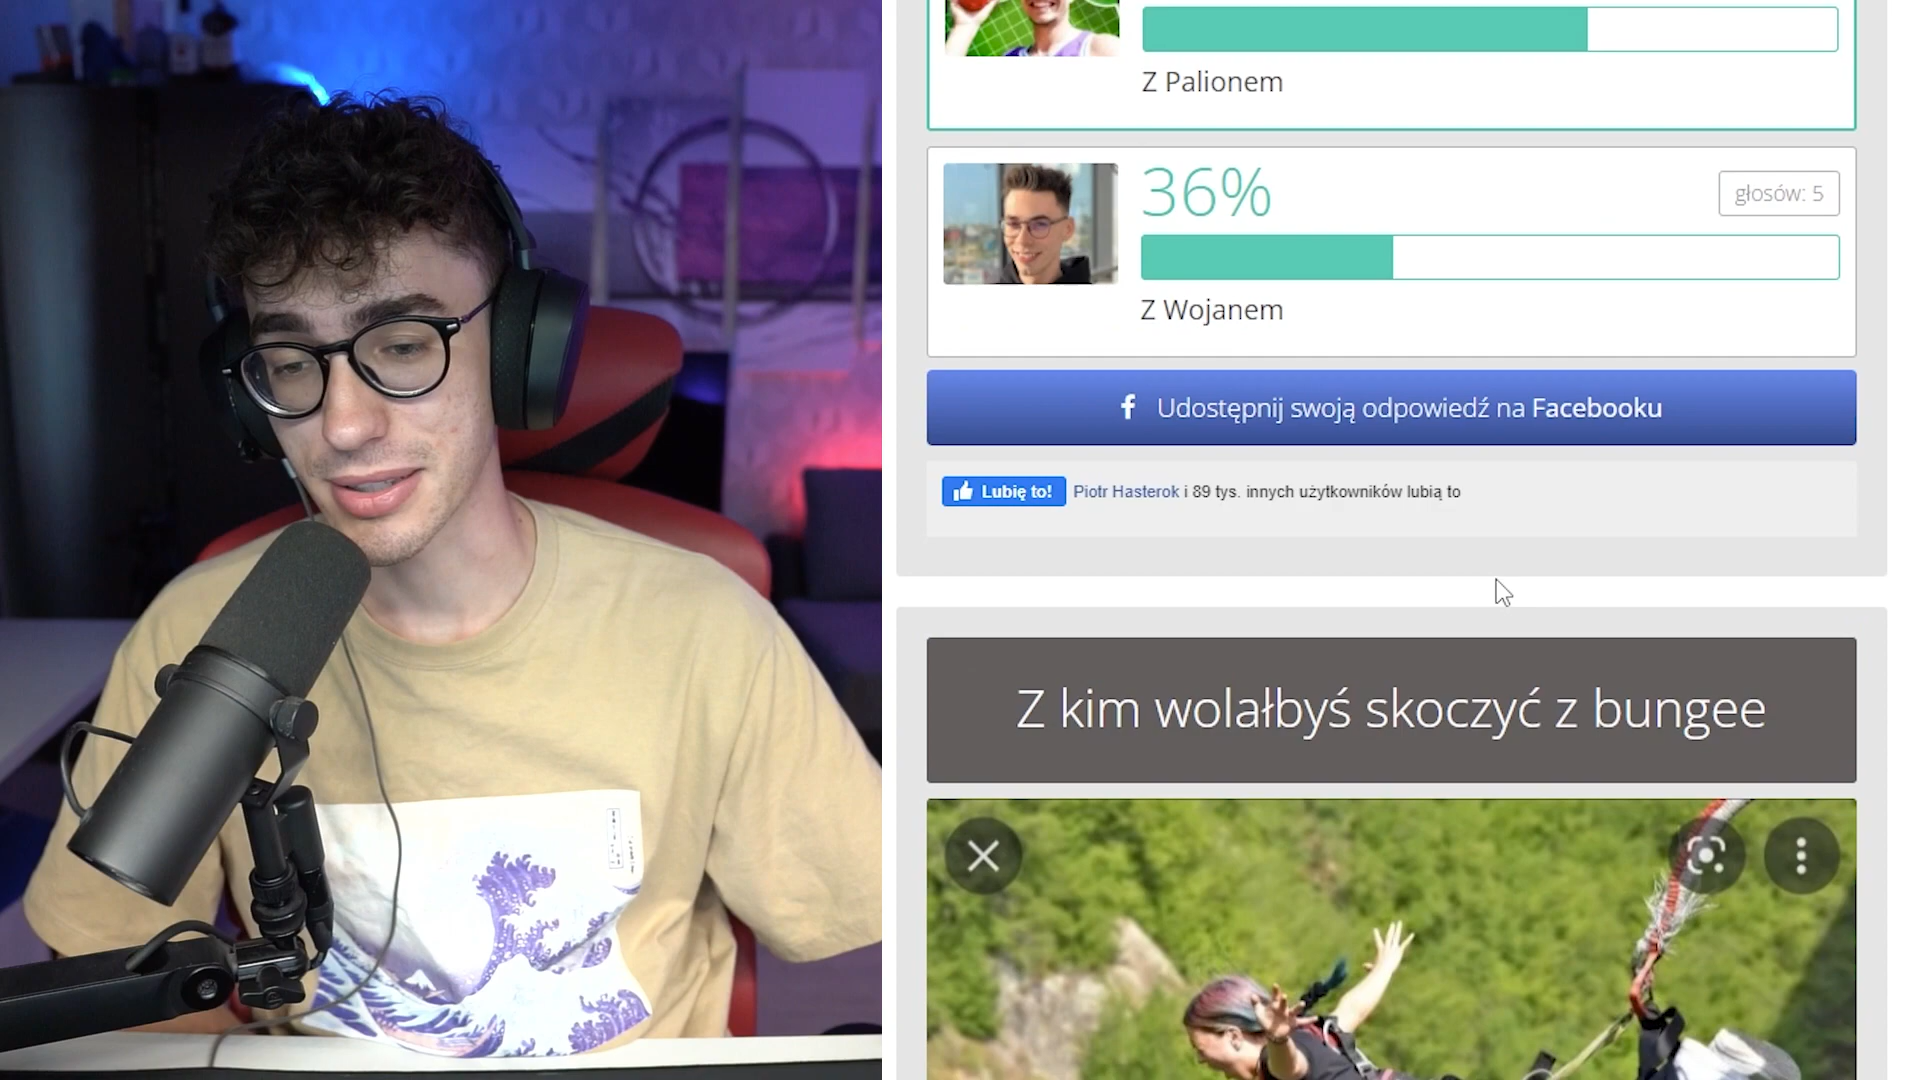 Z Palionem
36%
głosów: 5
Z Wojanem
Udostępnij swoją odpowiedź na Facebooku
Lubię to! Piotr Hasterok i 89 tys. innych użytkowników lubią to
Z kim wolałbyś skoczyć z bungee